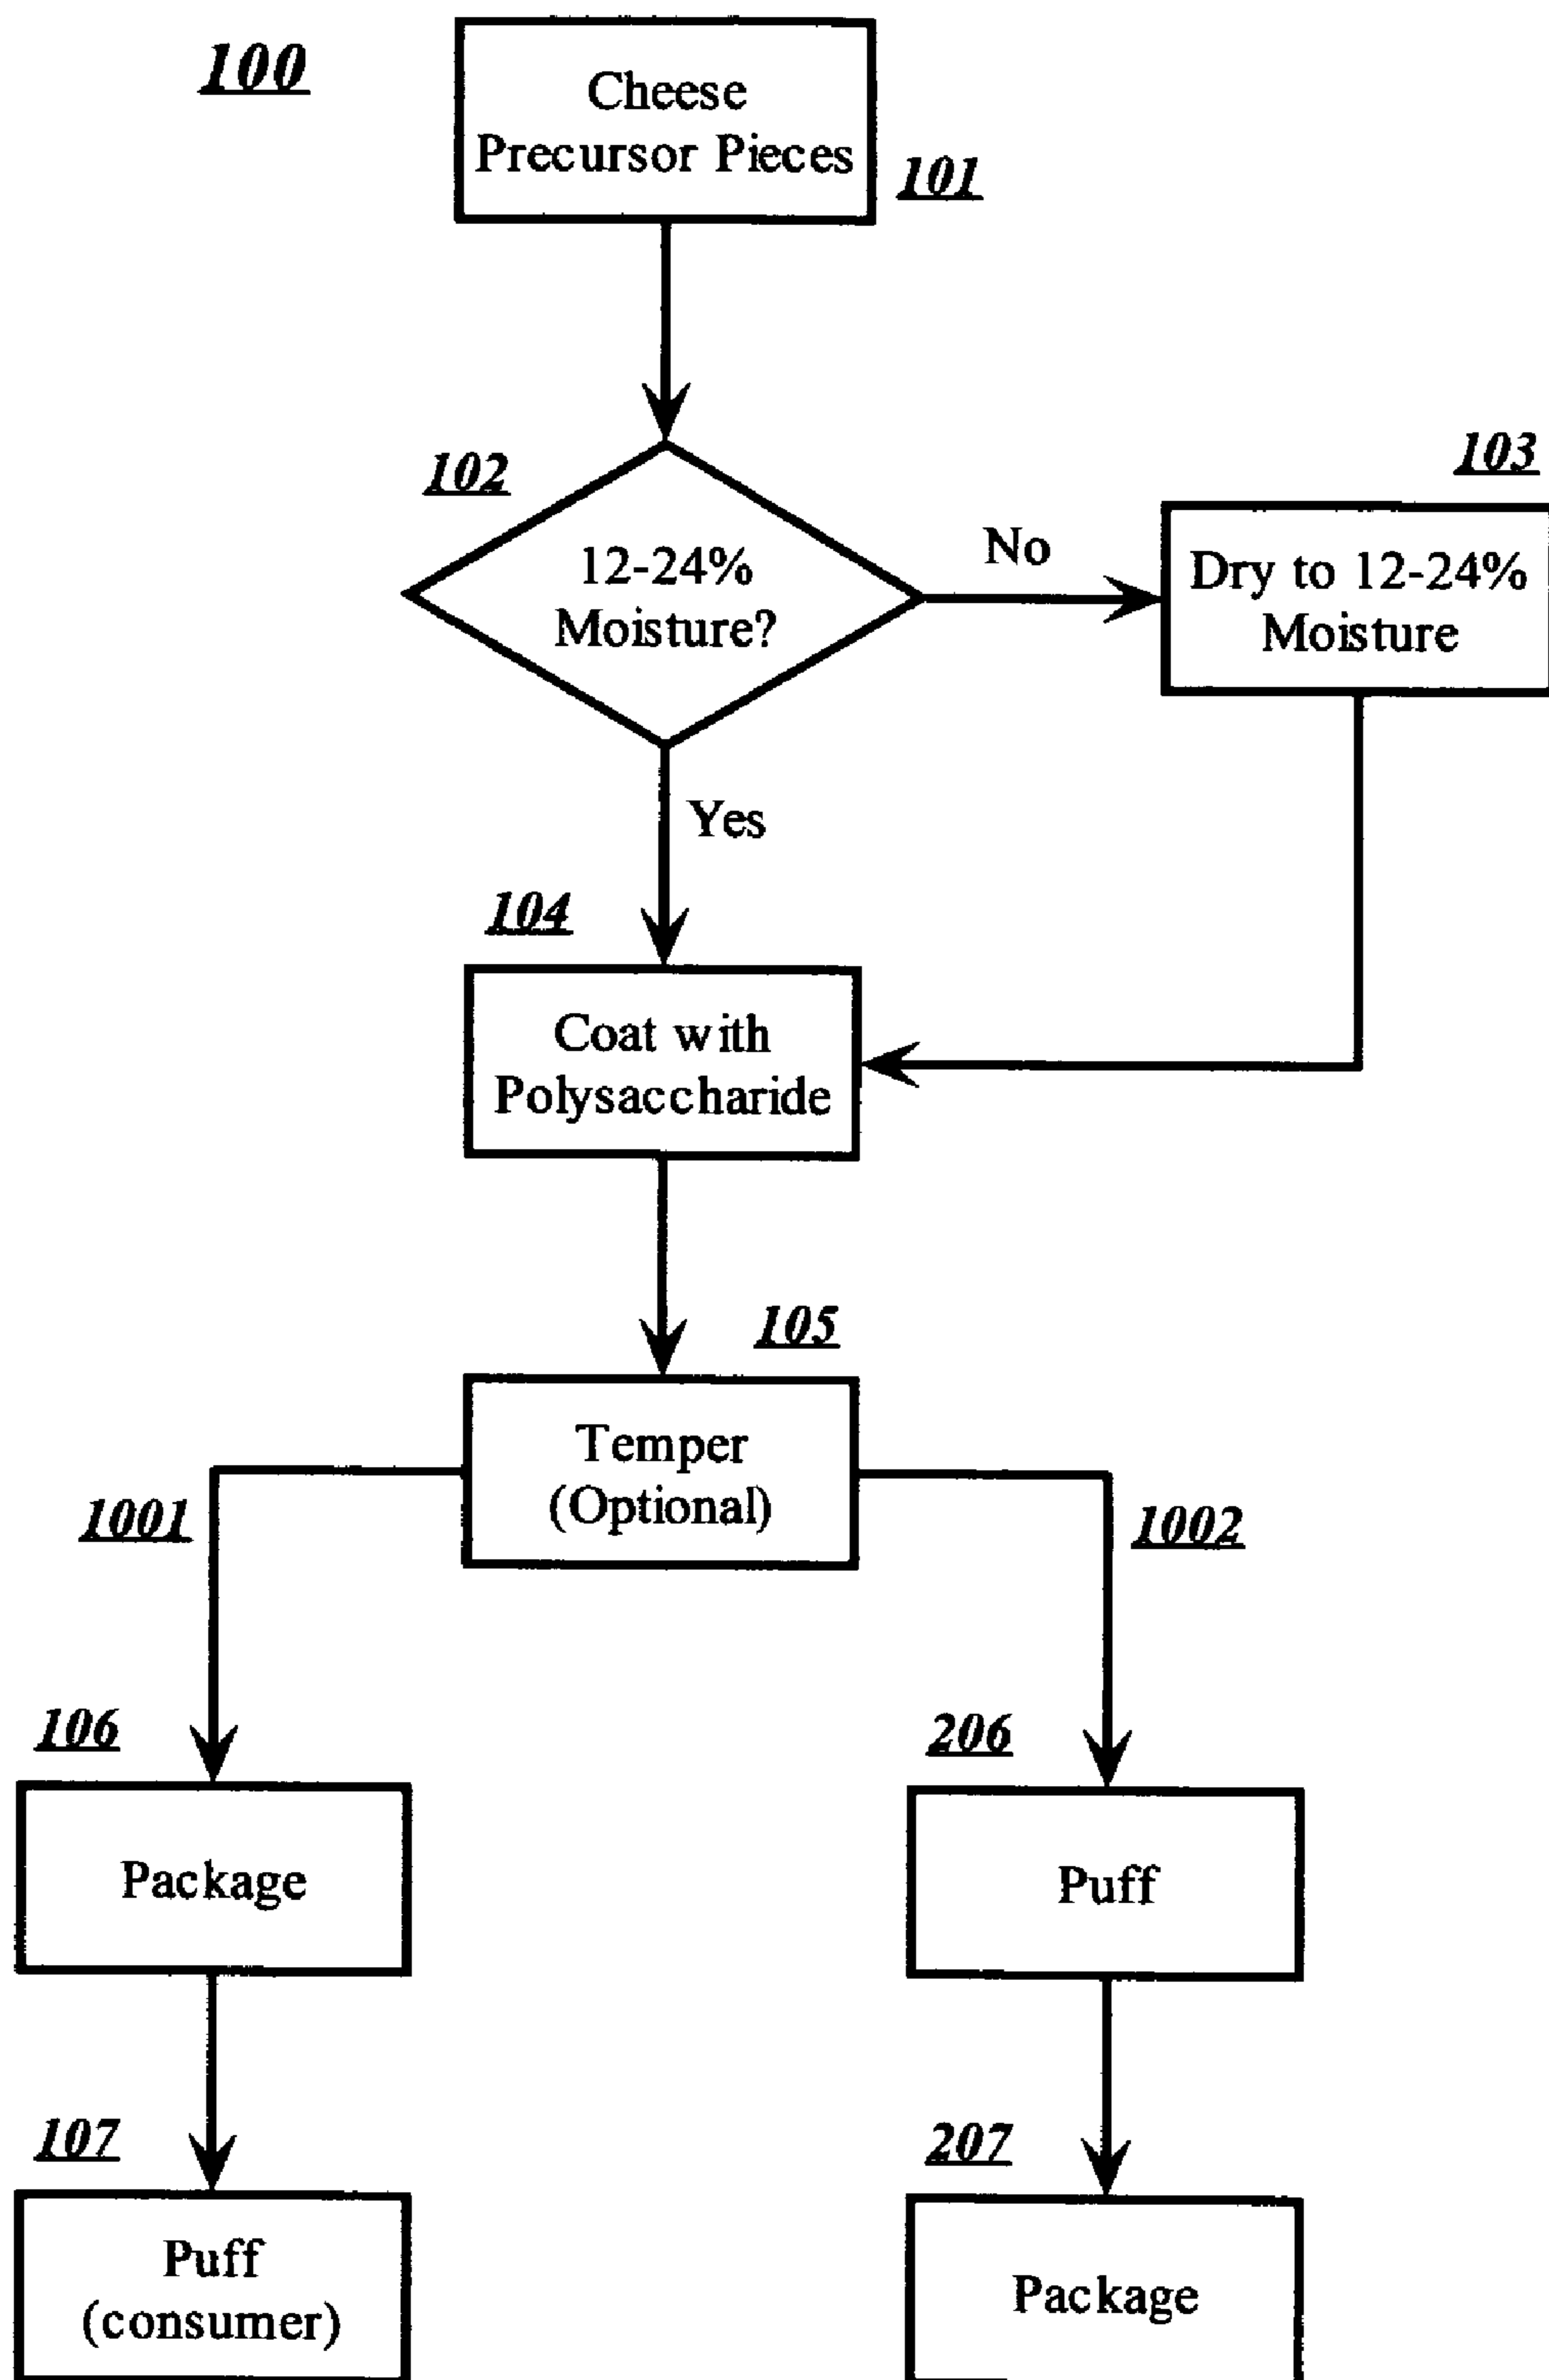 100
Cheese
Precursor Pieces
101
102
12-24%
Moisture?
No
103
Dry to 12-24%
Moisture
Yes
104
Coat with
Polysaccharide
105
Temper
(Optional)
1001
1002
106
Package
206
Puff
107
Puff
(consumer)
207
Package